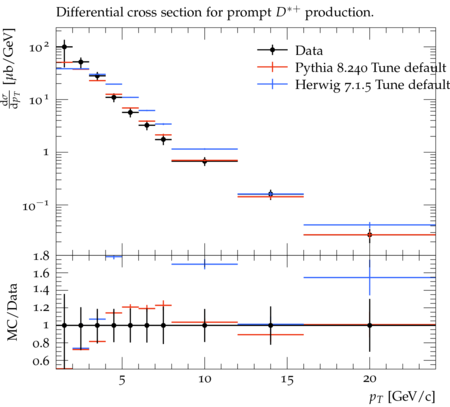 Differential cross section for prompt D*+ production.
dσ/dpT [μb/GeV]
10²
10¹
1
10⁻¹
Data
Pythia 8.240 Tune default
Herwig 7.1.5 Tune default
MC/Data
1.8
1.6
1.4
1.2
1
0.8
0.6
5 10 15 20
pT [GeV/c]